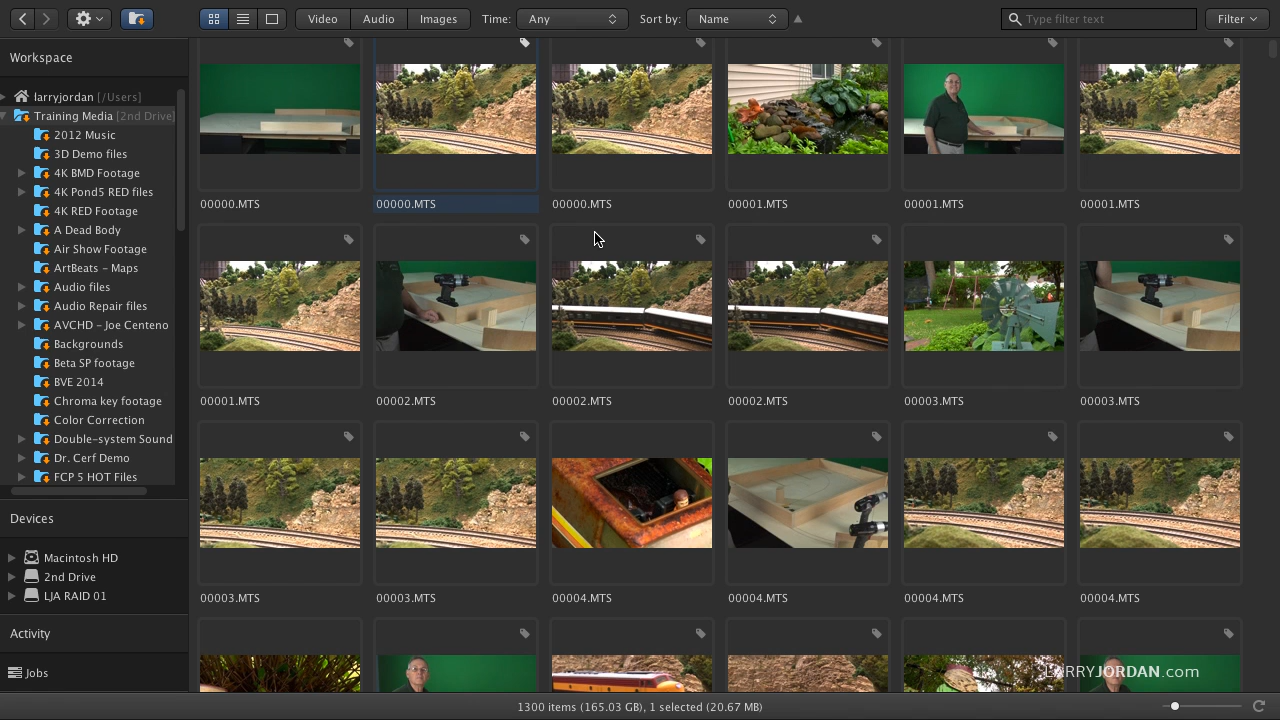 Video Audio Images Time: Any Sort by: Name Type filter text Filter
Workspace
larryjordan [/Users]
Training Media [2nd Drive]
2012 Music
3D Demo files
4K BMD Footage
4K Pond5 RED files
4K RED Footage
A Dead Body
Air Show Footage
ArtBeats - Maps
Audio files
Audio Repair files
AVCHD - Joe Centeno
Backgrounds
Beta SP footage
BVE 2014
Chroma key footage
Color Correction
Double-system Sound
Dr. Cerf Demo
FCP 5 HOT Files
Devices
Macintosh HD
2nd Drive
LJA RAID 01
Activity
Jobs
00000.MTS 00000.MTS 00000.MTS 00001.MTS 00001.MTS 00001.MTS
00001.MTS 00002.MTS 00002.MTS 00002.MTS 00003.MTS 00003.MTS
00003.MTS 00003.MTS 00004.MTS 00004.MTS 00004.MTS 00004.MTS
LARRYJORDAN.com
1300 items (165.03 GB), 1 selected (20.67 MB)